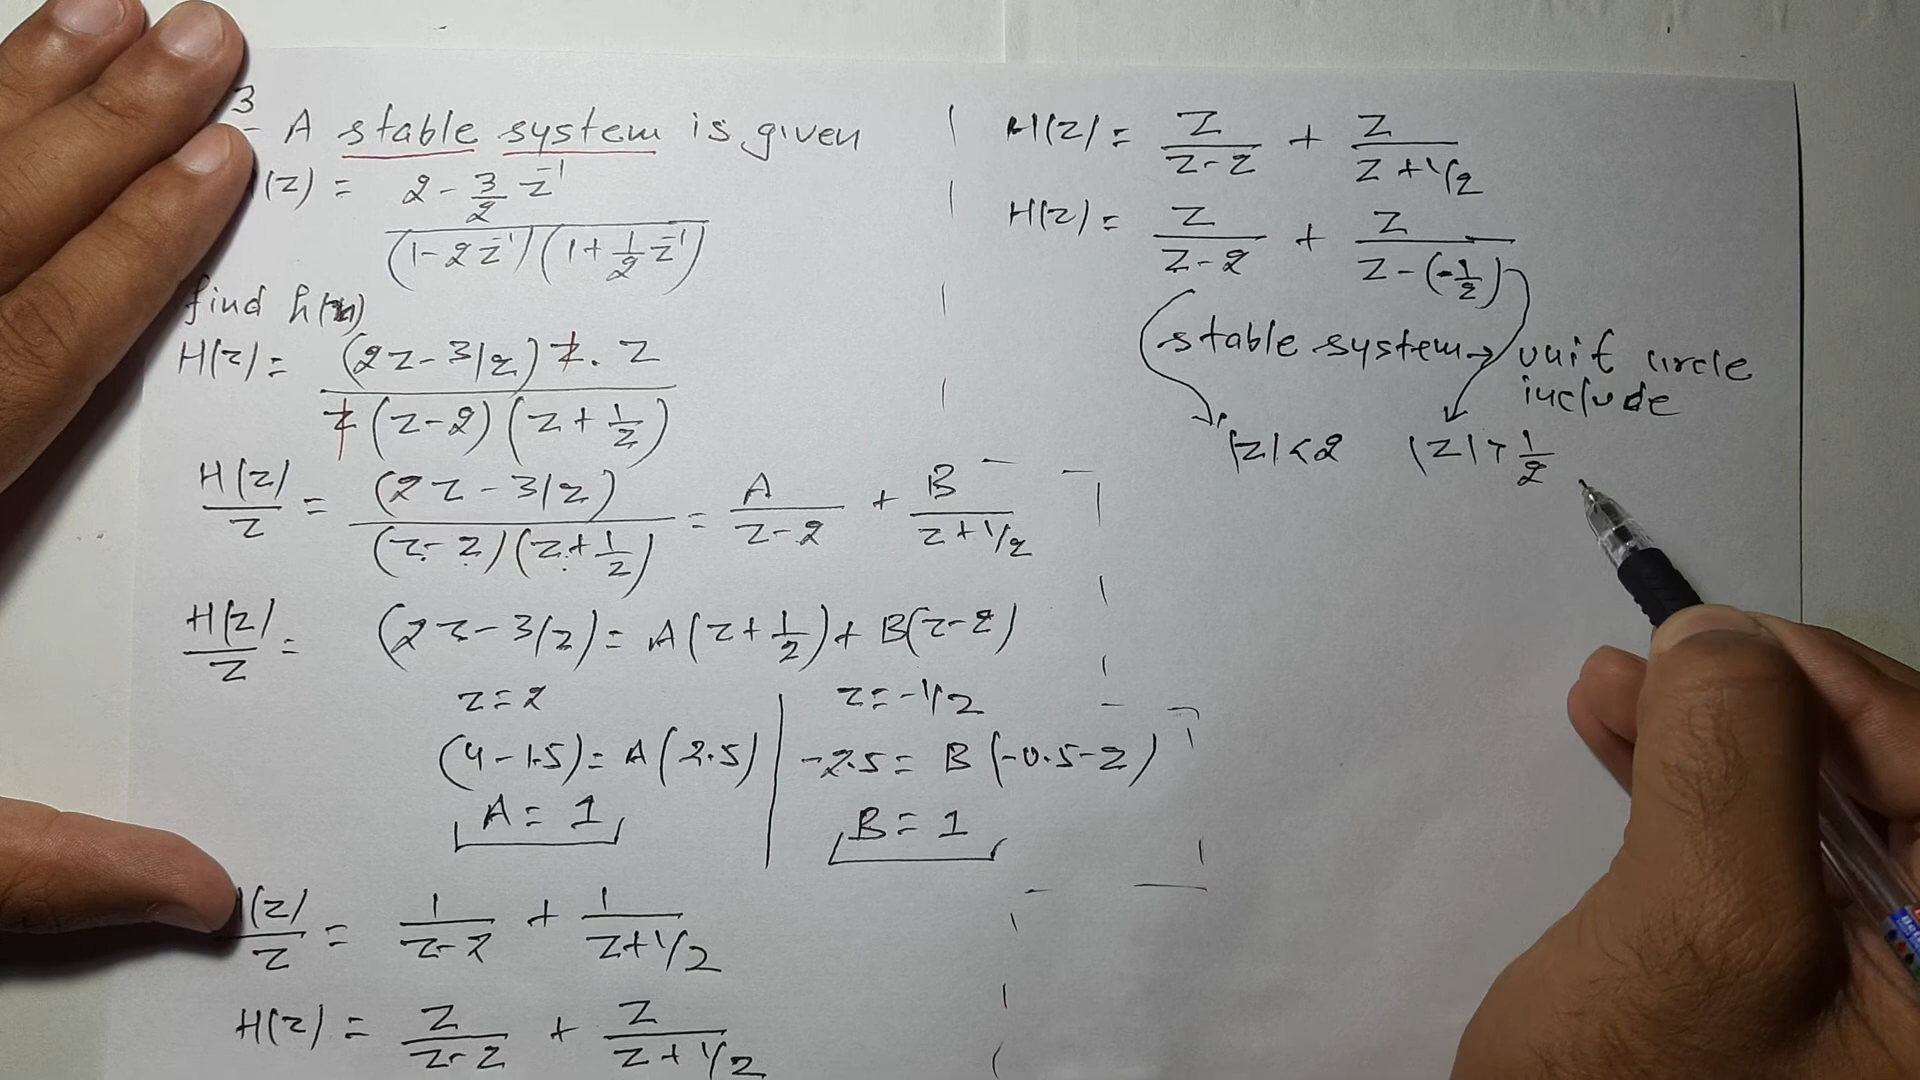 3
A stable system is given
(z) = 2 - 3/2 z⁻¹ / (1-2z⁻¹)(1+1/2 z⁻¹)
find h(n)
H(z) = (2z-3/2) z . z / z (z-2)(z+1/2)
H(z)/z = (2z-3/2) / (z-2)(z+1/2) = A/z-2 + B/z+1/2
H(z)/z = (2z-3/2) = A(z+1/2) + B(z-2)
z=2
(4-1.5) = A(2.5)
A = 1
z=-1/2
-2.5 = B(-0.5-2)
B = 1
(z)/z = 1/z-2 + 1/z+1/2
H(z) = z/z-2 + z/z+1/2
H(z) = z/z-2 + z/z+1/2
H(z) = z/z-2 + z/z-(-1/2)
stable system → unit circle
include
|z|<2 |z|>1/2